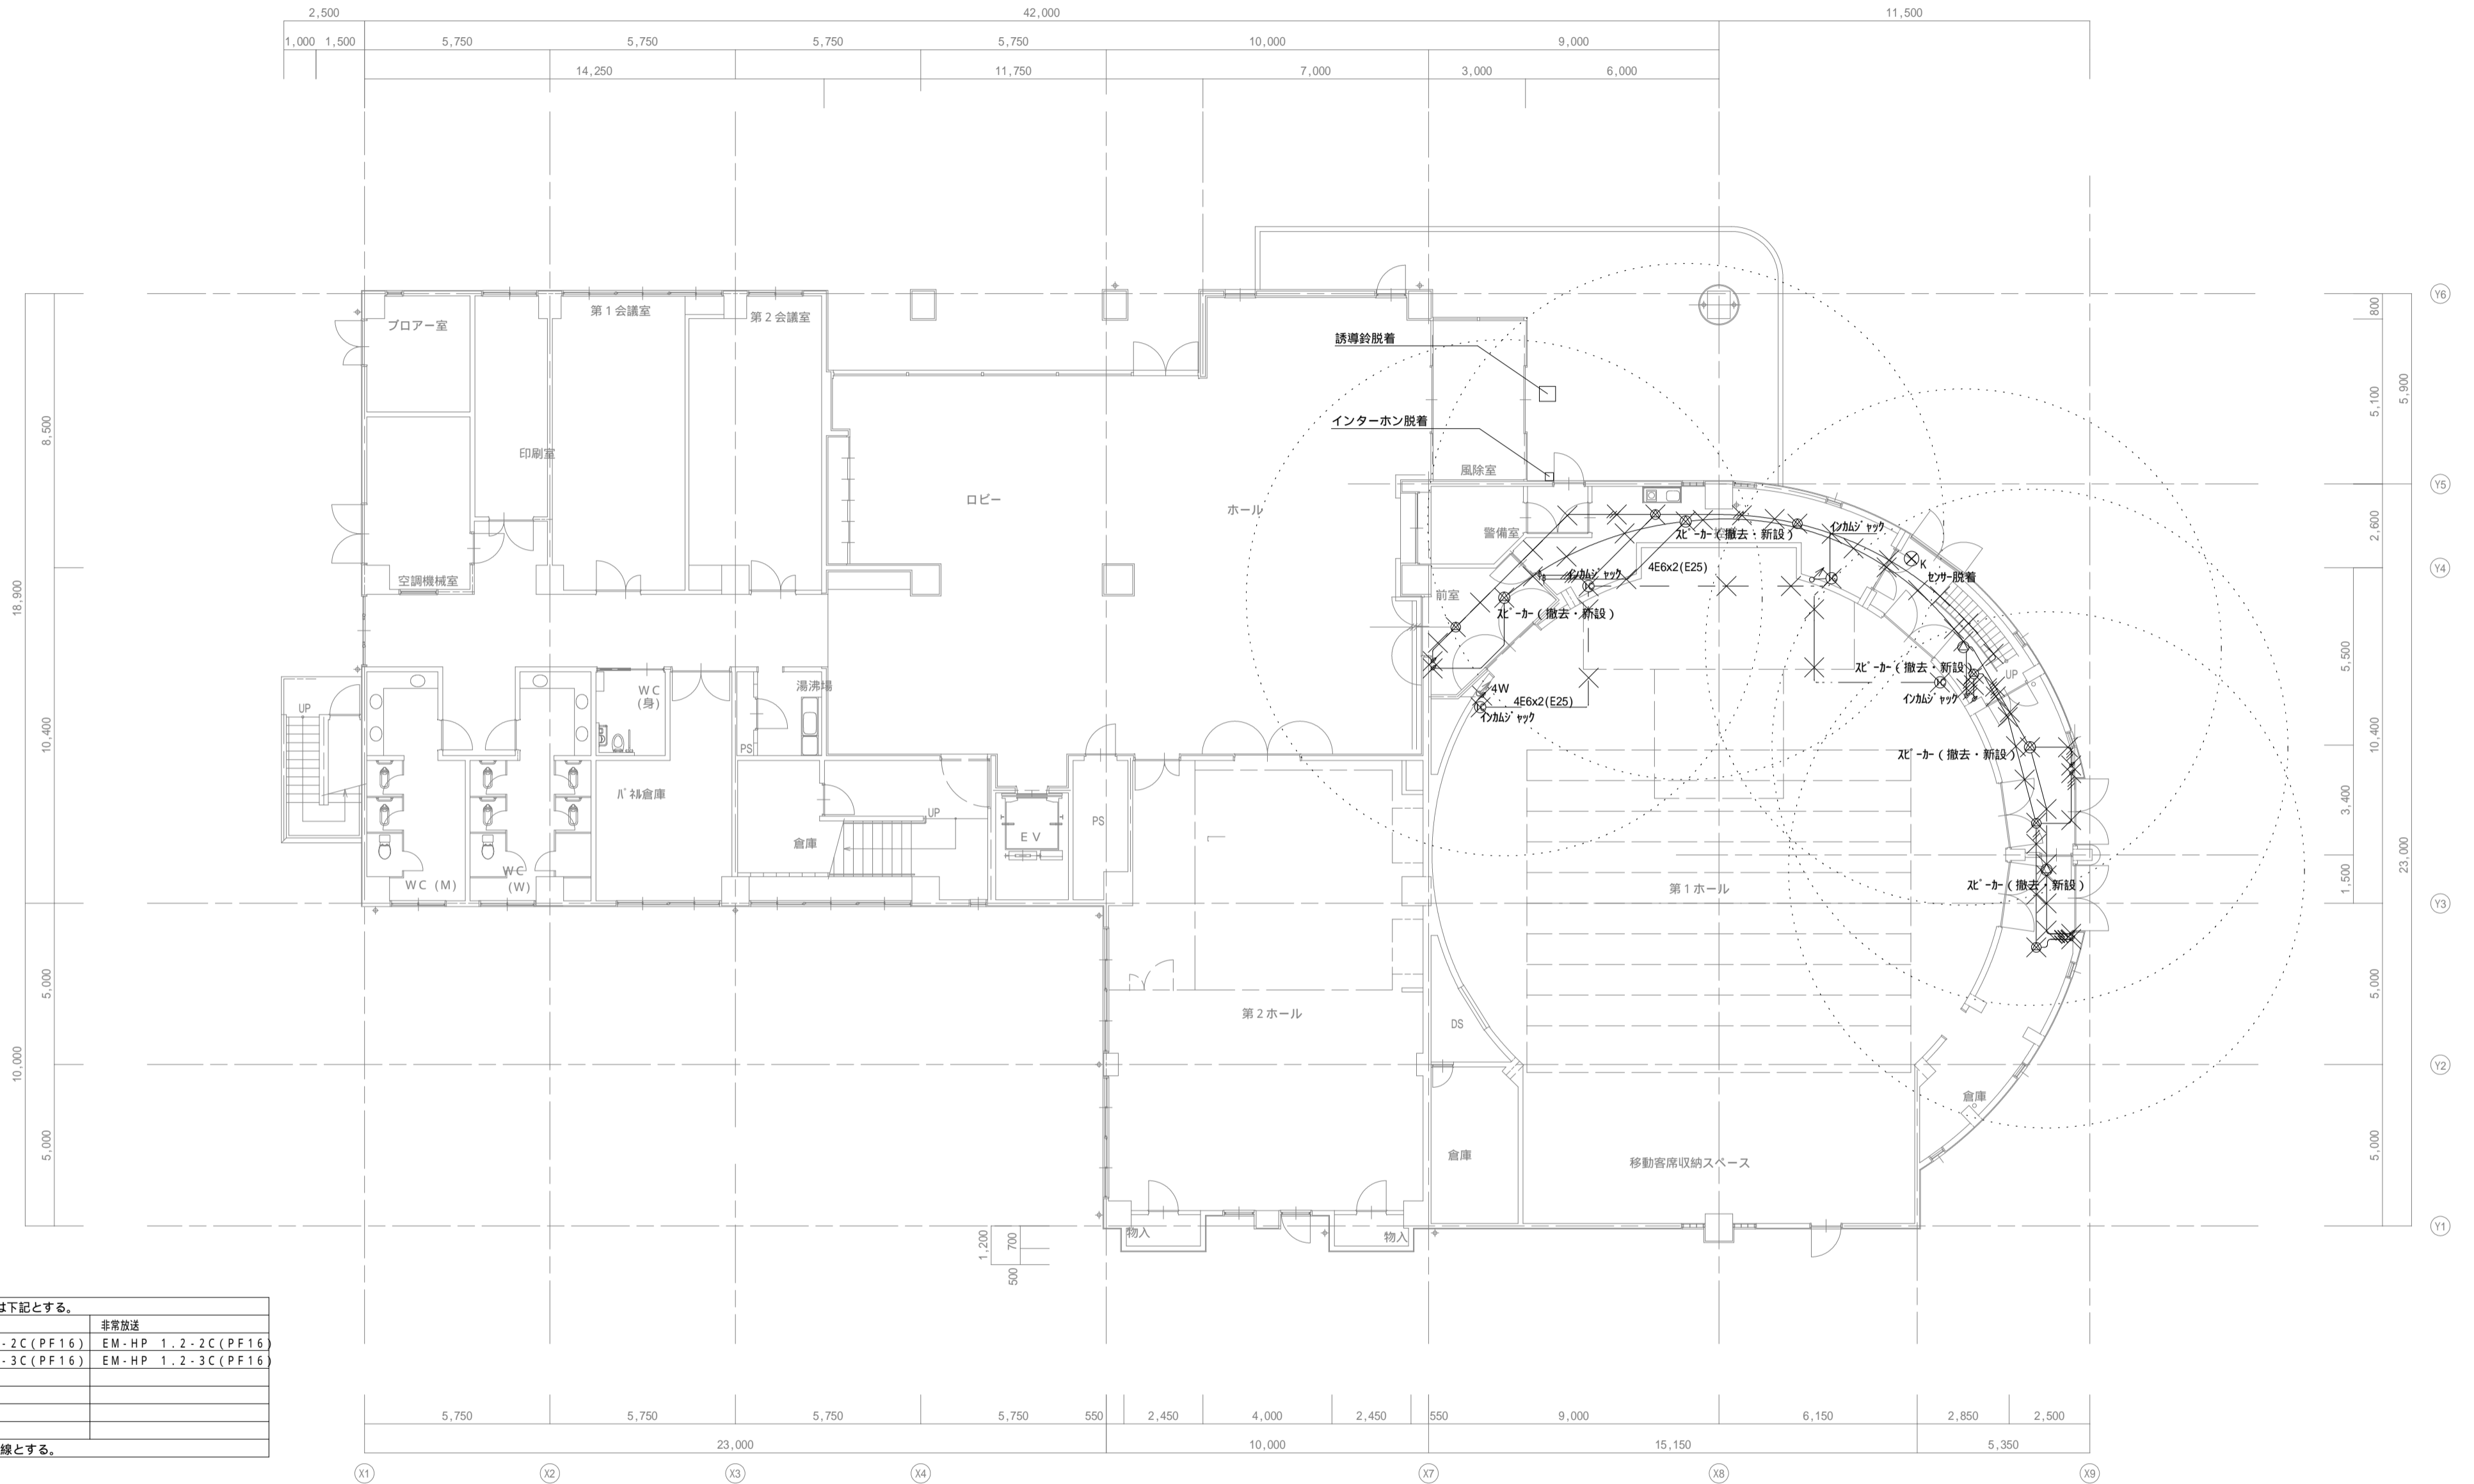 2,500
42,000
11,500
1,000
1,500
5,750
5,750
5,750
5,750
10,000
9,000
14,250
11,750
7,000
3,000
6,000
Y6
800
ブロアー室
第1会議室
第2会議室
誘導鈴脱着
5,100
5,900
8,500
インターホン脱着
印刷室
風除室
ロビー
ホール
Y5
警備室
スピーカー(撤去・新設)
インカムジャック
2,600
K
センサー脱着
Y4
空調機械室
インカムジャック
4E6x2(E25)
前室
18,900
スピーカー(撤去・新設)
5,500
スピーカー(撤去・新設)
UP
インカムジャック
WC
(身)
湯沸場
4W
4E6x2(E25)
インカムジャック
UP
10,400
PS
10,400
スピーカー(撤去・新設)
パネル倉庫
UP
PS
EV
倉庫
3,400
23,000
WC (M)
WC
(W)
第1ホール
スピーカー(撤去・新設)
1,500
Y3
5,000
5,000
第2ホール
DS
10,000
Y2
倉庫
5,000
倉庫
移動客席収納スペース
5,000
物入
物入
Y1
1,200
700
500
は下記とする。
非常放送
-2C(PF16)
EM-HP 1.2-2C(PF16)
-3C(PF16)
EM-HP 1.2-3C(PF16)
線とする。
5,750
5,750
5,750
5,750
550
2,450
4,000
2,450
550
9,000
6,150
2,850
2,500
23,000
10,000
15,150
5,350
X1
X2
X3
X4
X7
X8
X9